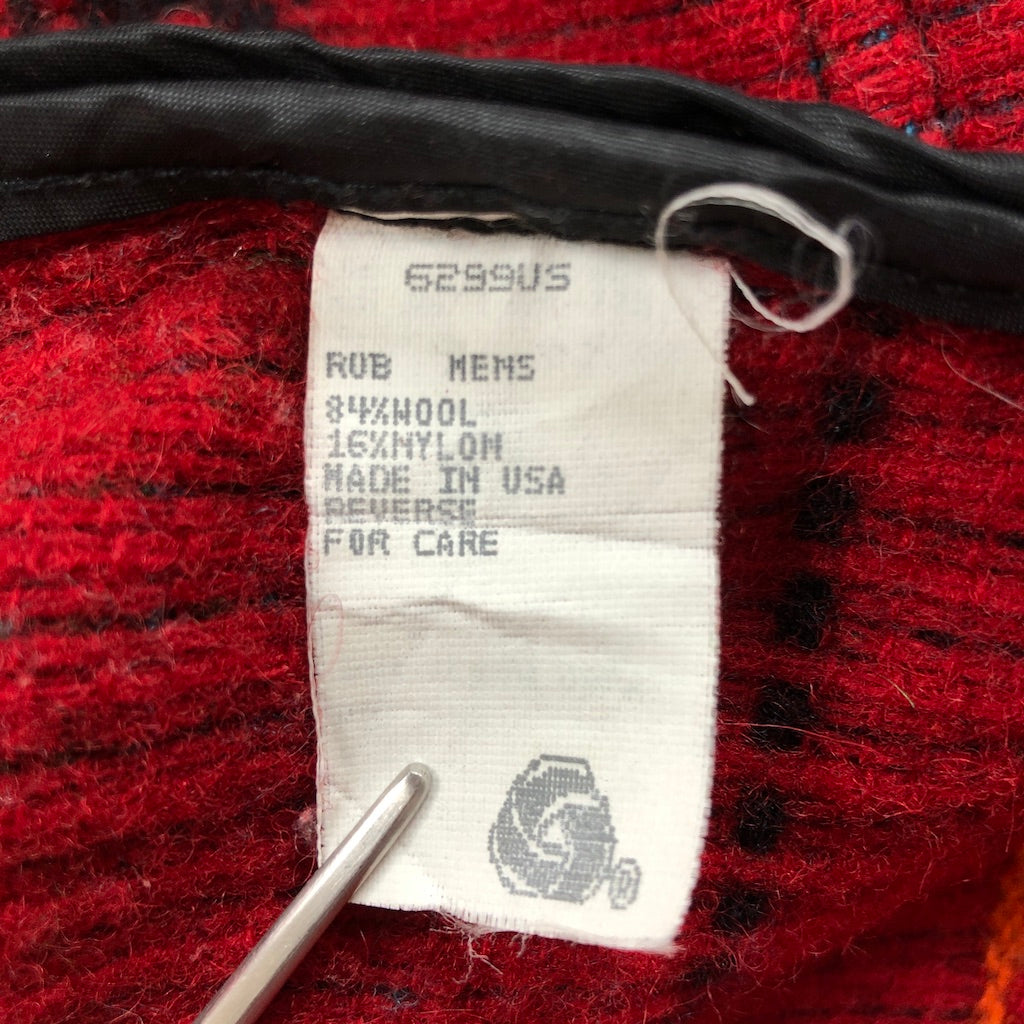 6299US
RUB MENS
84%WOOL
16%NYLON
MADE IN USA
REVERSE
FOR CARE
®